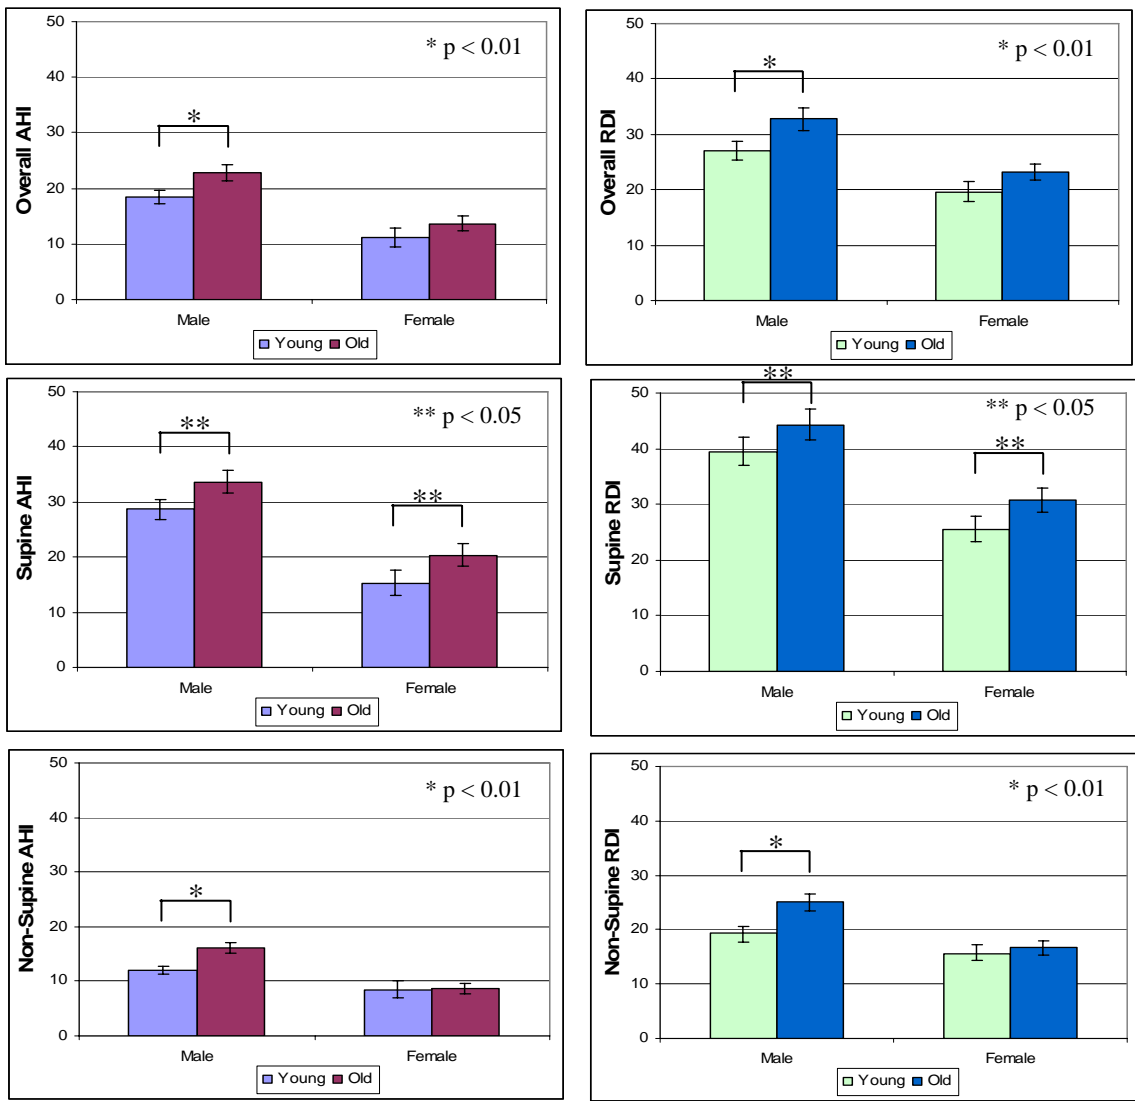 50
40
30
20
10
0
Overall AHI
* p < 0.01
*
Male Female
Young Old
50
40
30
20
10
0
Overall RDI
* p < 0.01
*
Male Female
Young Old
50
40
30
20
10
0
Supine AHI
** p < 0.05
**
**
Male Female
Young Old
50
40
30
20
10
0
Supine RDI
**
** p < 0.05
**
Male Female
Young Old
50
40
30
20
10
0
Non-Supine AHI
* p < 0.01
*
Male Female
Young Old
50
40
30
20
10
0
Non-Supine RDI
* p < 0.01
*
Male Female
Young Old